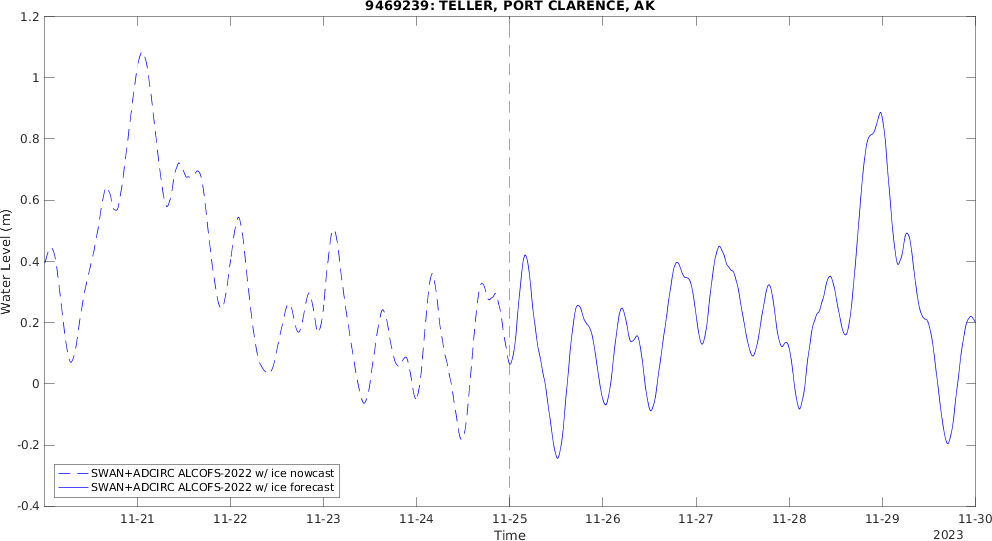 9469239: TELLER, PORT CLARENCE, AK
1.2
1
0.8
0.6
0.4
0.2
0
-0.2
-0.4
Water Level (m)
SWAN+ADCIRC ALCOFS-2022 w/ ice nowcast
SWAN+ADCIRC ALCOFS-2022 w/ ice forecast
11-21 11-22 11-23 11-24 11-25 11-26 11-27 11-28 11-29 11-30
Time
2023